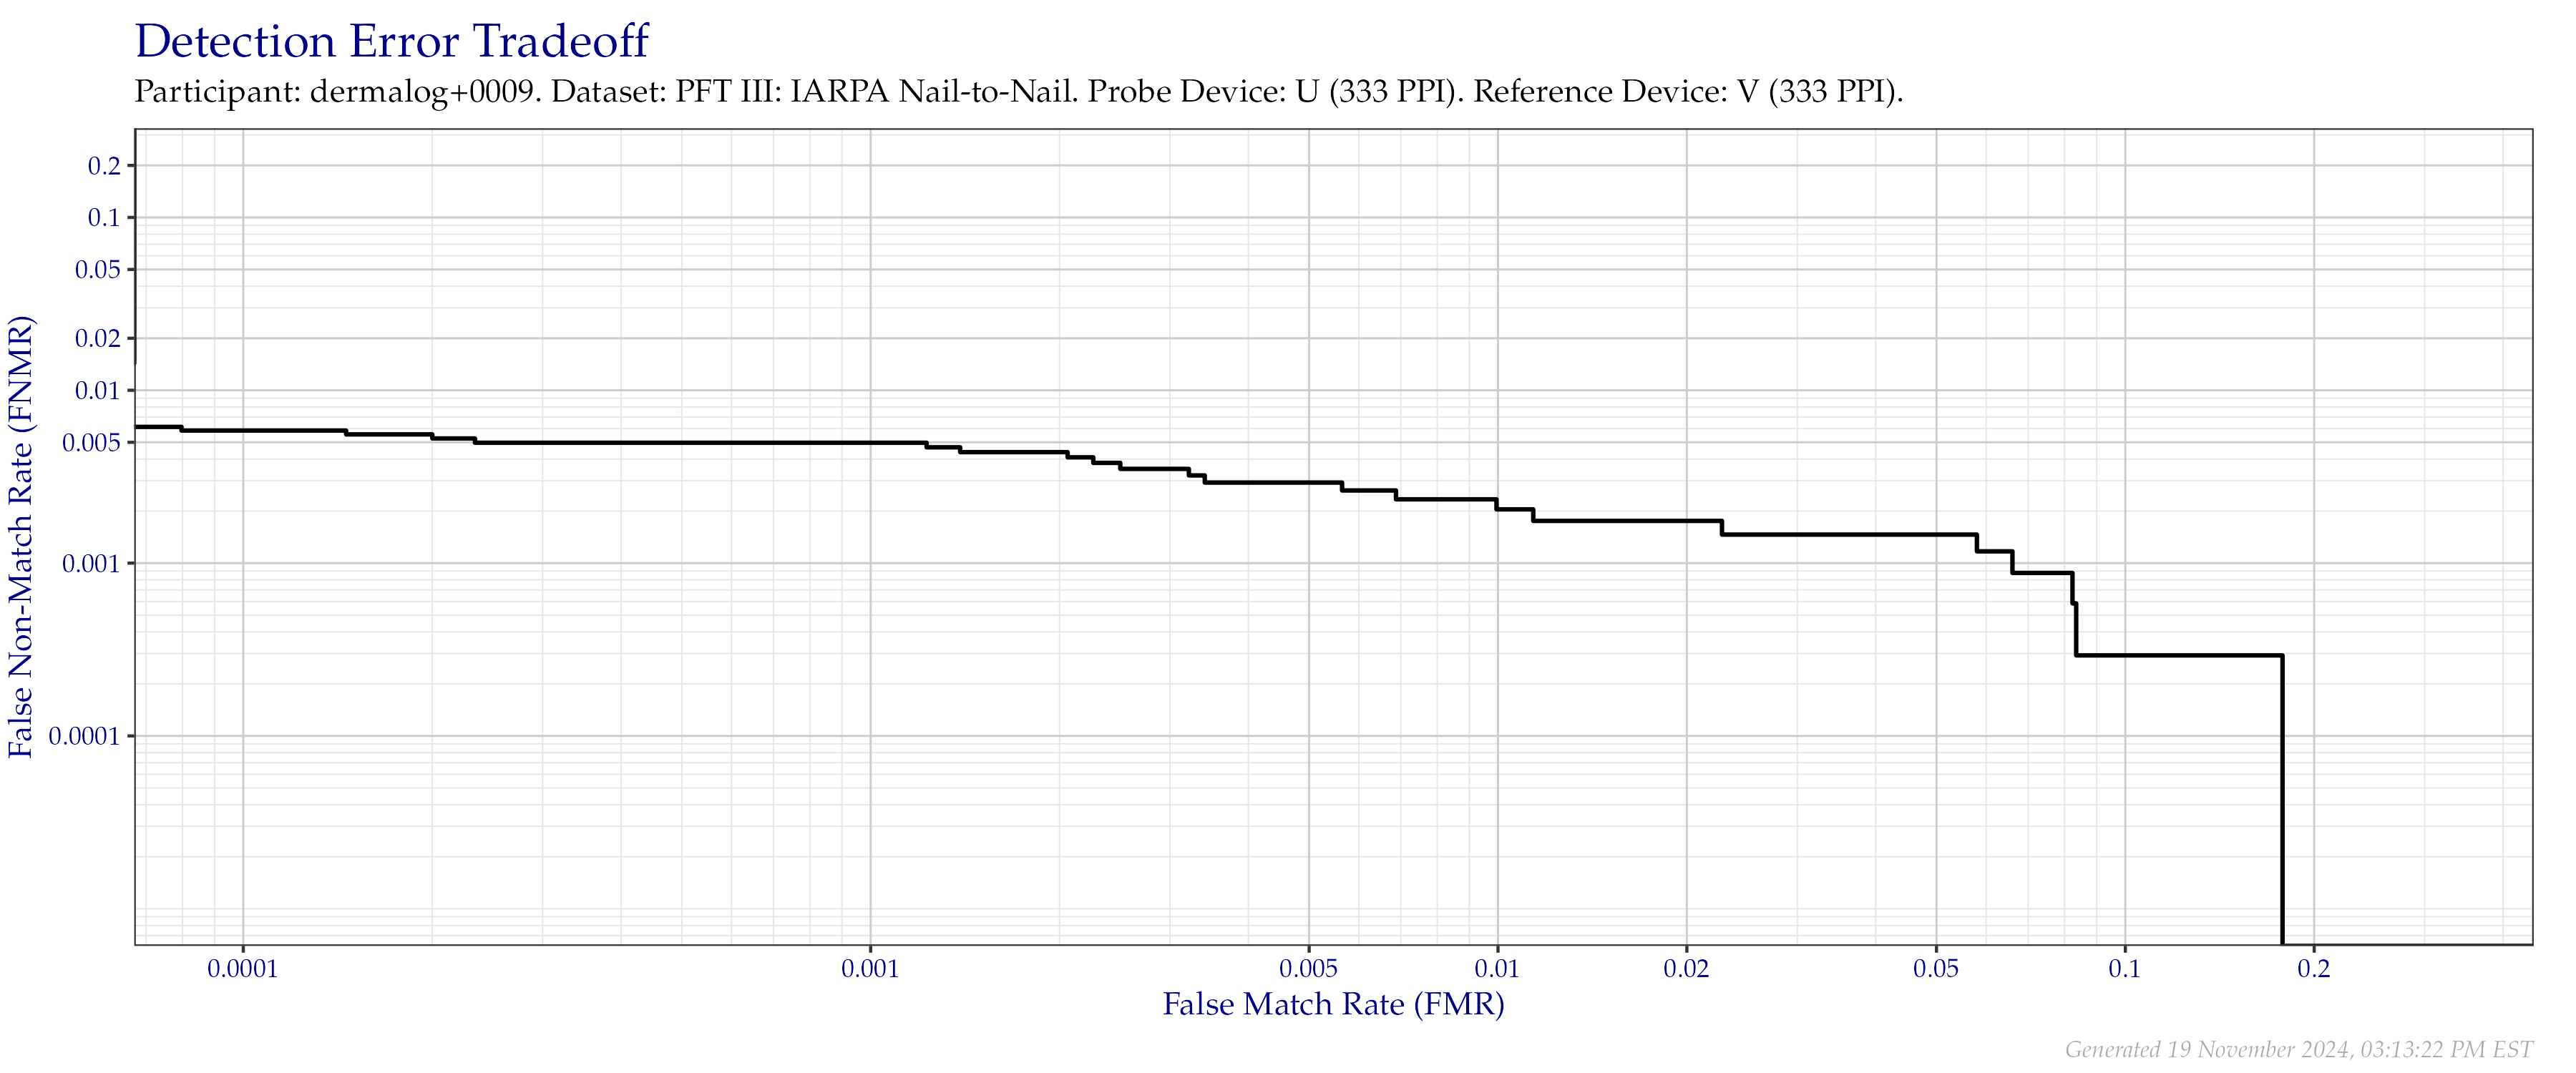 Detection Error Tradeoff
Participant: dermalog+0009. Dataset: PFT III: IARPA Nail-to-Nail. Probe Device: U (333 PPI). Reference Device: V (333 PPI).
False Non-Match Rate (FNMR)
0.2
0.1
0.05
0.02
0.01
0.005
0.001
0.0001
0.0001 0.001 0.005 0.01 0.02 0.05 0.1 0.2
False Match Rate (FMR)
Generated 19 November 2024, 03:13:22 PM EST